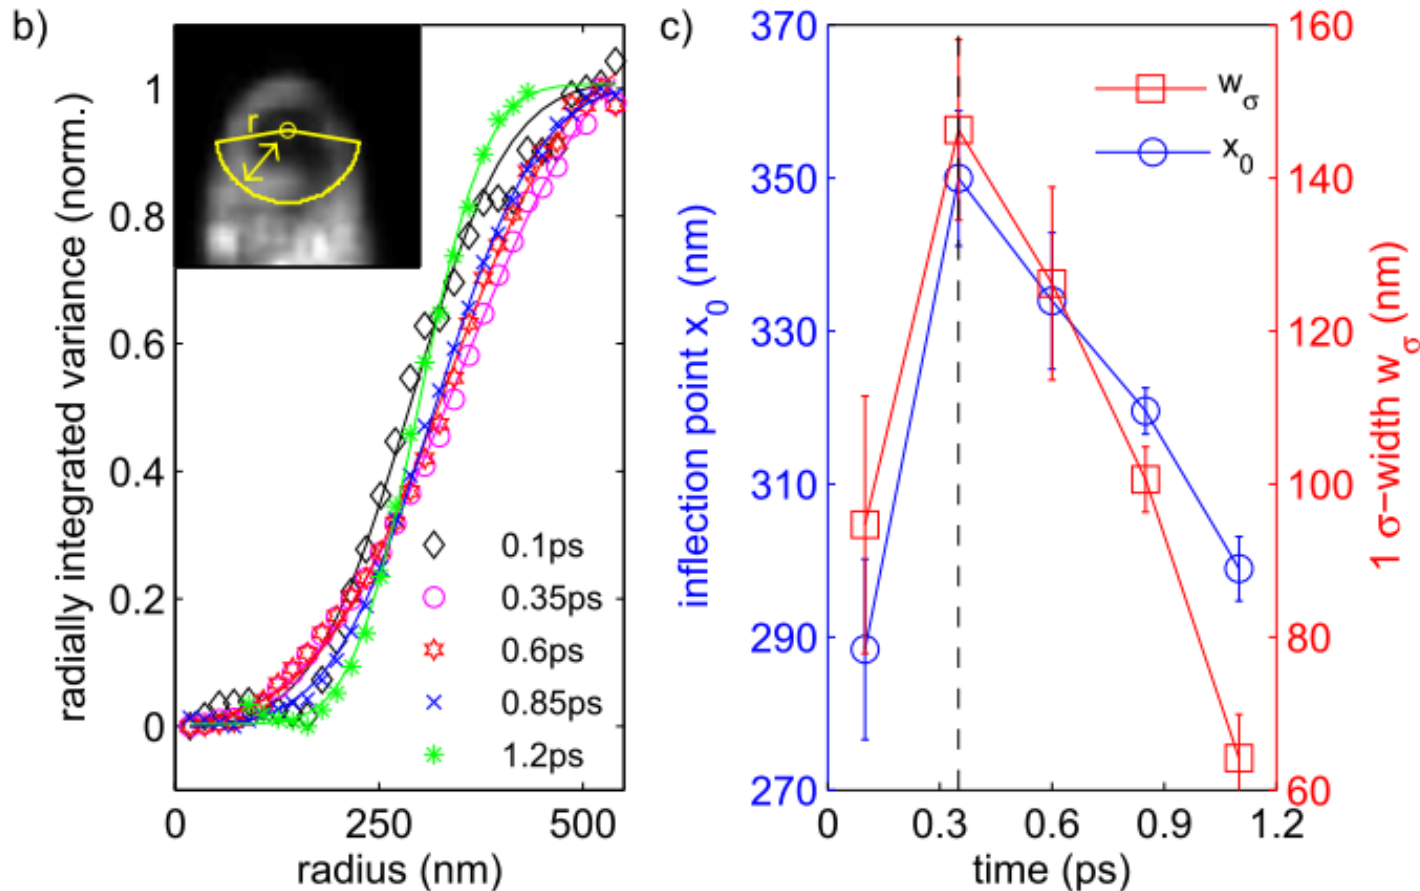 b)
radially integrated variance (norm.)
1
0.8
0.6
0.4
0.2
0
r
0.1ps
0.35ps
0.6ps
0.85ps
1.2ps
0 250 500
radius (nm)
c)
inflection point x0 (nm)
370
350
330
310
290
270
wσ
x0
160
140
120
100
80
60
1 σ−width wσ (nm)
0 0.3 0.6 0.9 1.2
time (ps)